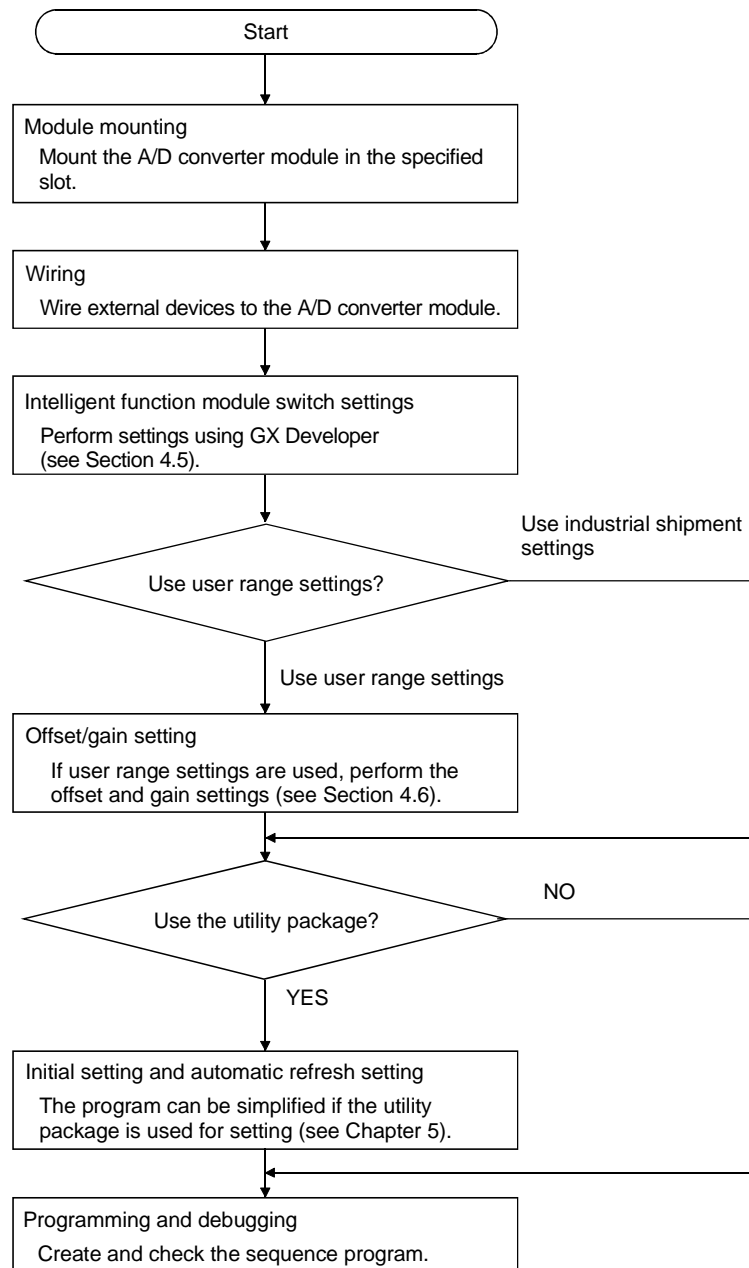 Start
Module mounting
Mount the A/D converter module in the specified
slot.
Wiring
Wire external devices to the A/D converter module.
Intelligent function module switch settings
Perform settings using GX Developer
(see Section 4.5).
Use industrial shipment
settings
Use user range settings?
Use user range settings
Offset/gain setting
If user range settings are used, perform the
offset and gain settings (see Section 4.6).
NO
Use the utility package?
YES
Initial setting and automatic refresh setting
The program can be simplified if the utility
package is used for setting (see Chapter 5).
Programming and debugging
Create and check the sequence program.